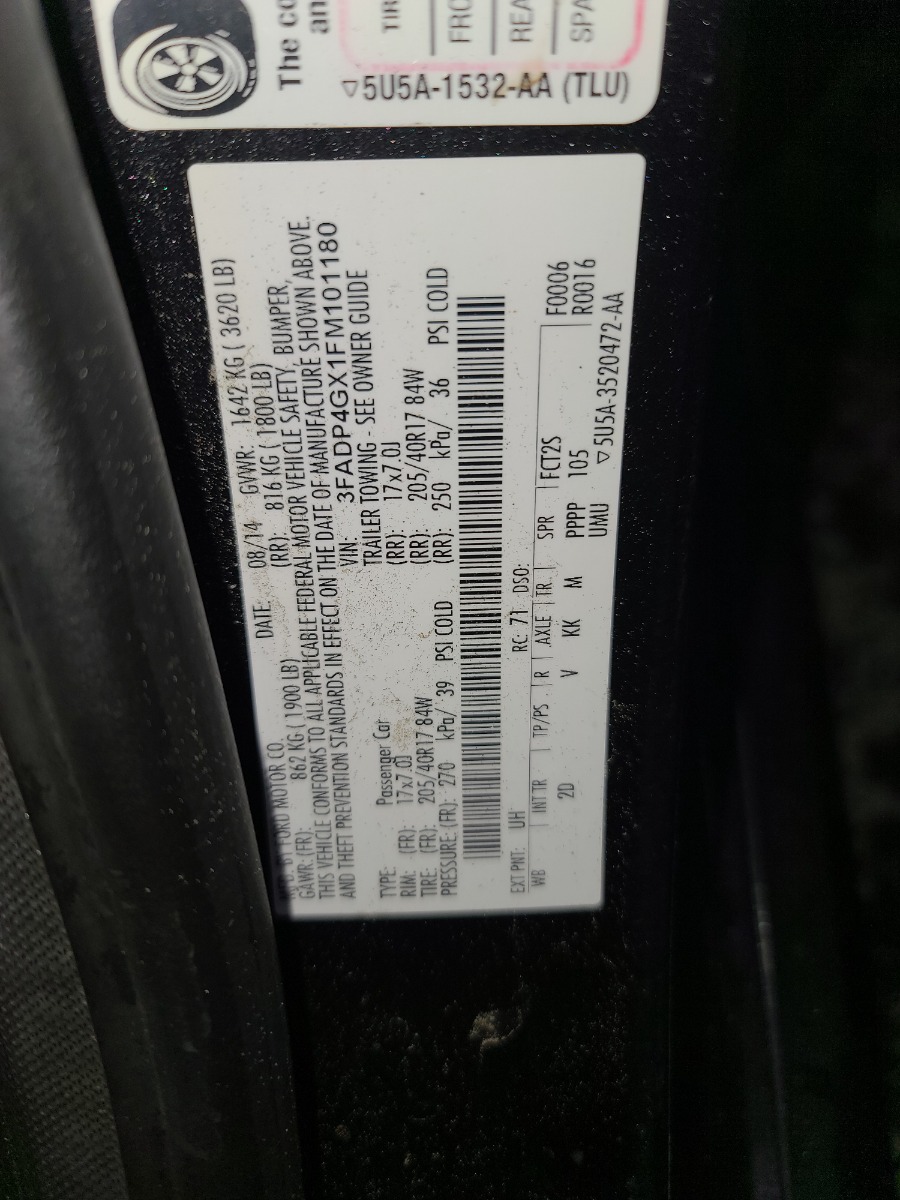 The co
an
TIR
FRO
REA
SPA
▽5U5A-1532-AA (TLU)
MFD. BY FORD MOTOR CO.
DATE: 08/14 GVWR: 1642 KG ( 3620 LB)
GAWR: (FR): 862 KG ( 1900 LB) (RR): 816 KG ( 1800 LB)
THIS VEHICLE CONFORMS TO ALL APPLICABLE FEDERAL MOTOR VEHICLE SAFETY, BUMPER,
AND THEFT PREVENTION STANDARDS IN EFFECT ON THE DATE OF MANUFACTURE SHOWN ABOVE.
VIN: 3FADP4GX1FM101180
TYPE: Passenger Car TRAILER TOWING - SEE OWNER GUIDE
RIM: (FR): 17x7.0J (RR): 17x7.0J
TIRE: (FR): 205/40R17 84W (RR): 205/40R17 84W
PRESSURE: (FR): 270 kPa/ 39 PSI COLD (RR): 250 kPa/ 36 PSI COLD
EXT PNT: UH RC: 71 DSO: F0006
WB INT TR TP/PS R AXLE TR SPR FCT2S R0016
2D V KK M PPPP 105
UMU ▽5U5A-3520472-AA